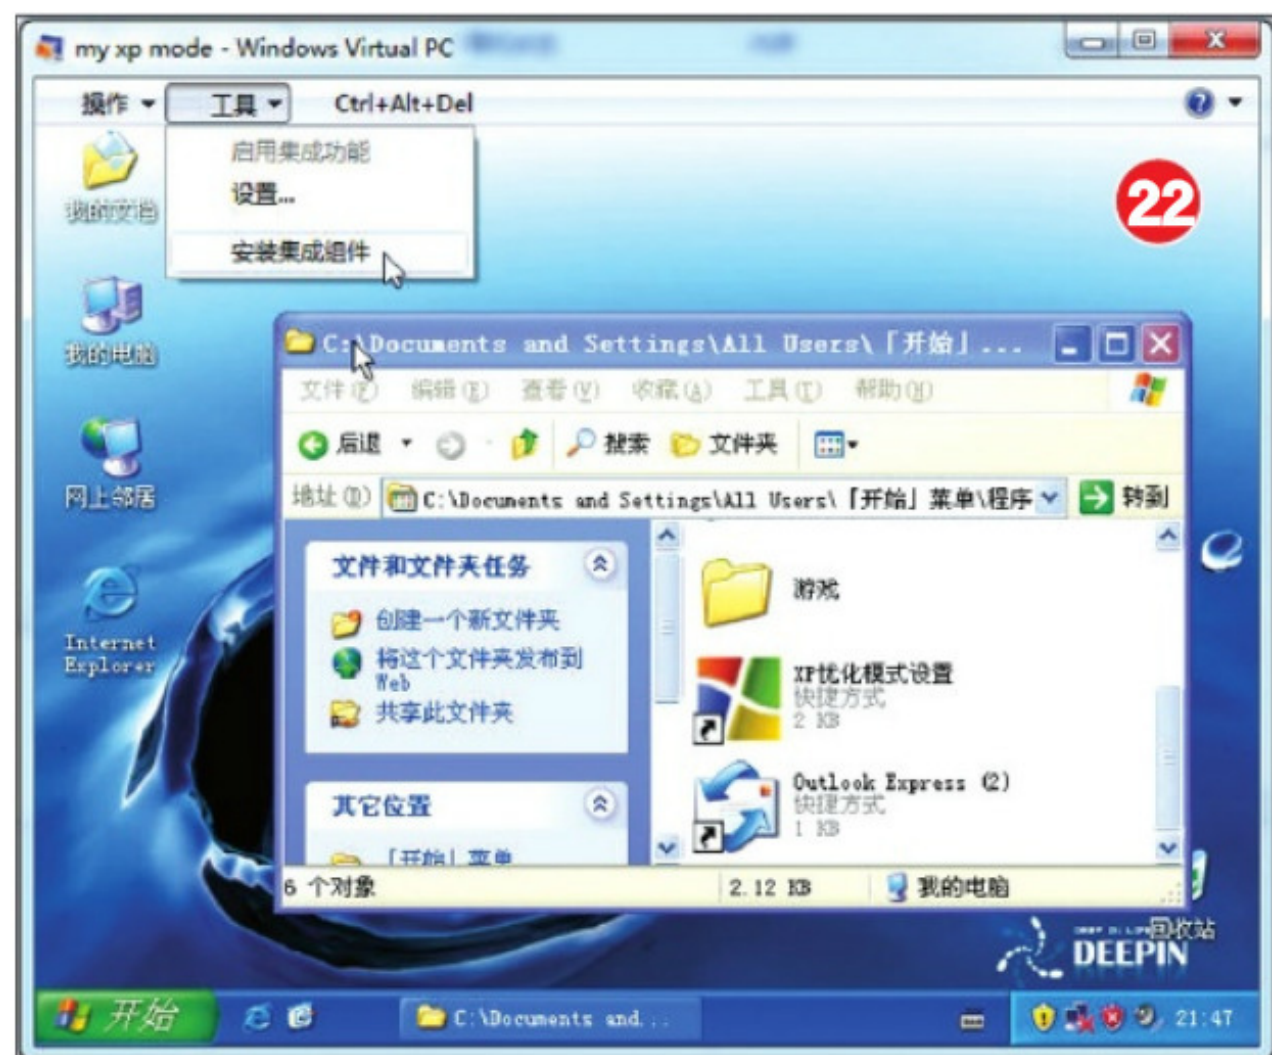 my xp mode - Windows Virtual PC
操作 工具 Ctrl+Alt+Del
启用集成功能
设置...
安装集成组件
22
我的文档
我的电脑
网上邻居
Internet
Explorer
C:\Documents and Settings\All Users\「开始」...
文件(F) 编辑(E) 查看(V) 收藏(A) 工具(T) 帮助(H)
后退 搜索 文件夹
地址(D) C:\Documents and Settings\All Users\「开始」菜单\程序 转到
文件和文件夹任务
创建一个新文件夹
将这个文件夹发布到
Web
共享此文件夹
其它位置
「开始」菜单
游戏
XP优化模式设置
快捷方式
2 KB
Outlook Express (2)
快捷方式
1 KB
6 个对象 2.12 KB 我的电脑
回收站
DEEPIN
开始 C:\Documents and... 21:47